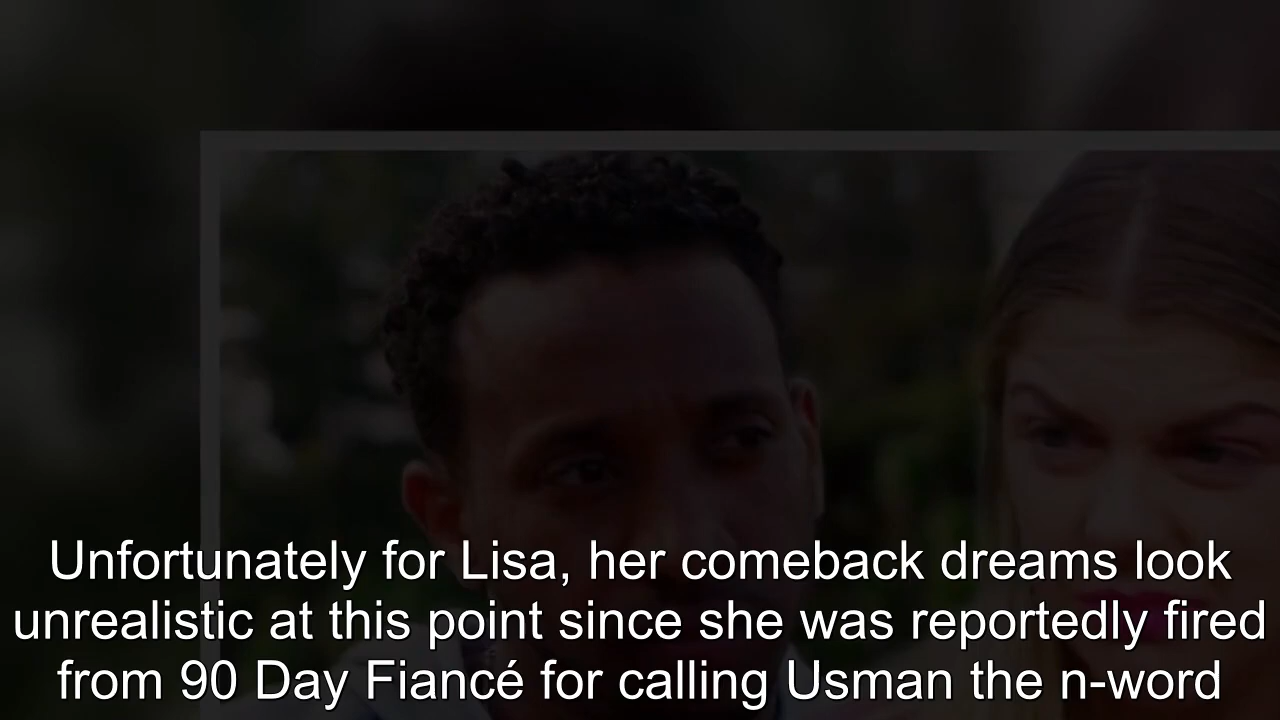 Unfortunately for Lisa, her comeback dreams look
unrealistic at this point since she was reportedly fired
from 90 Day Fiancé for calling Usman the n-word